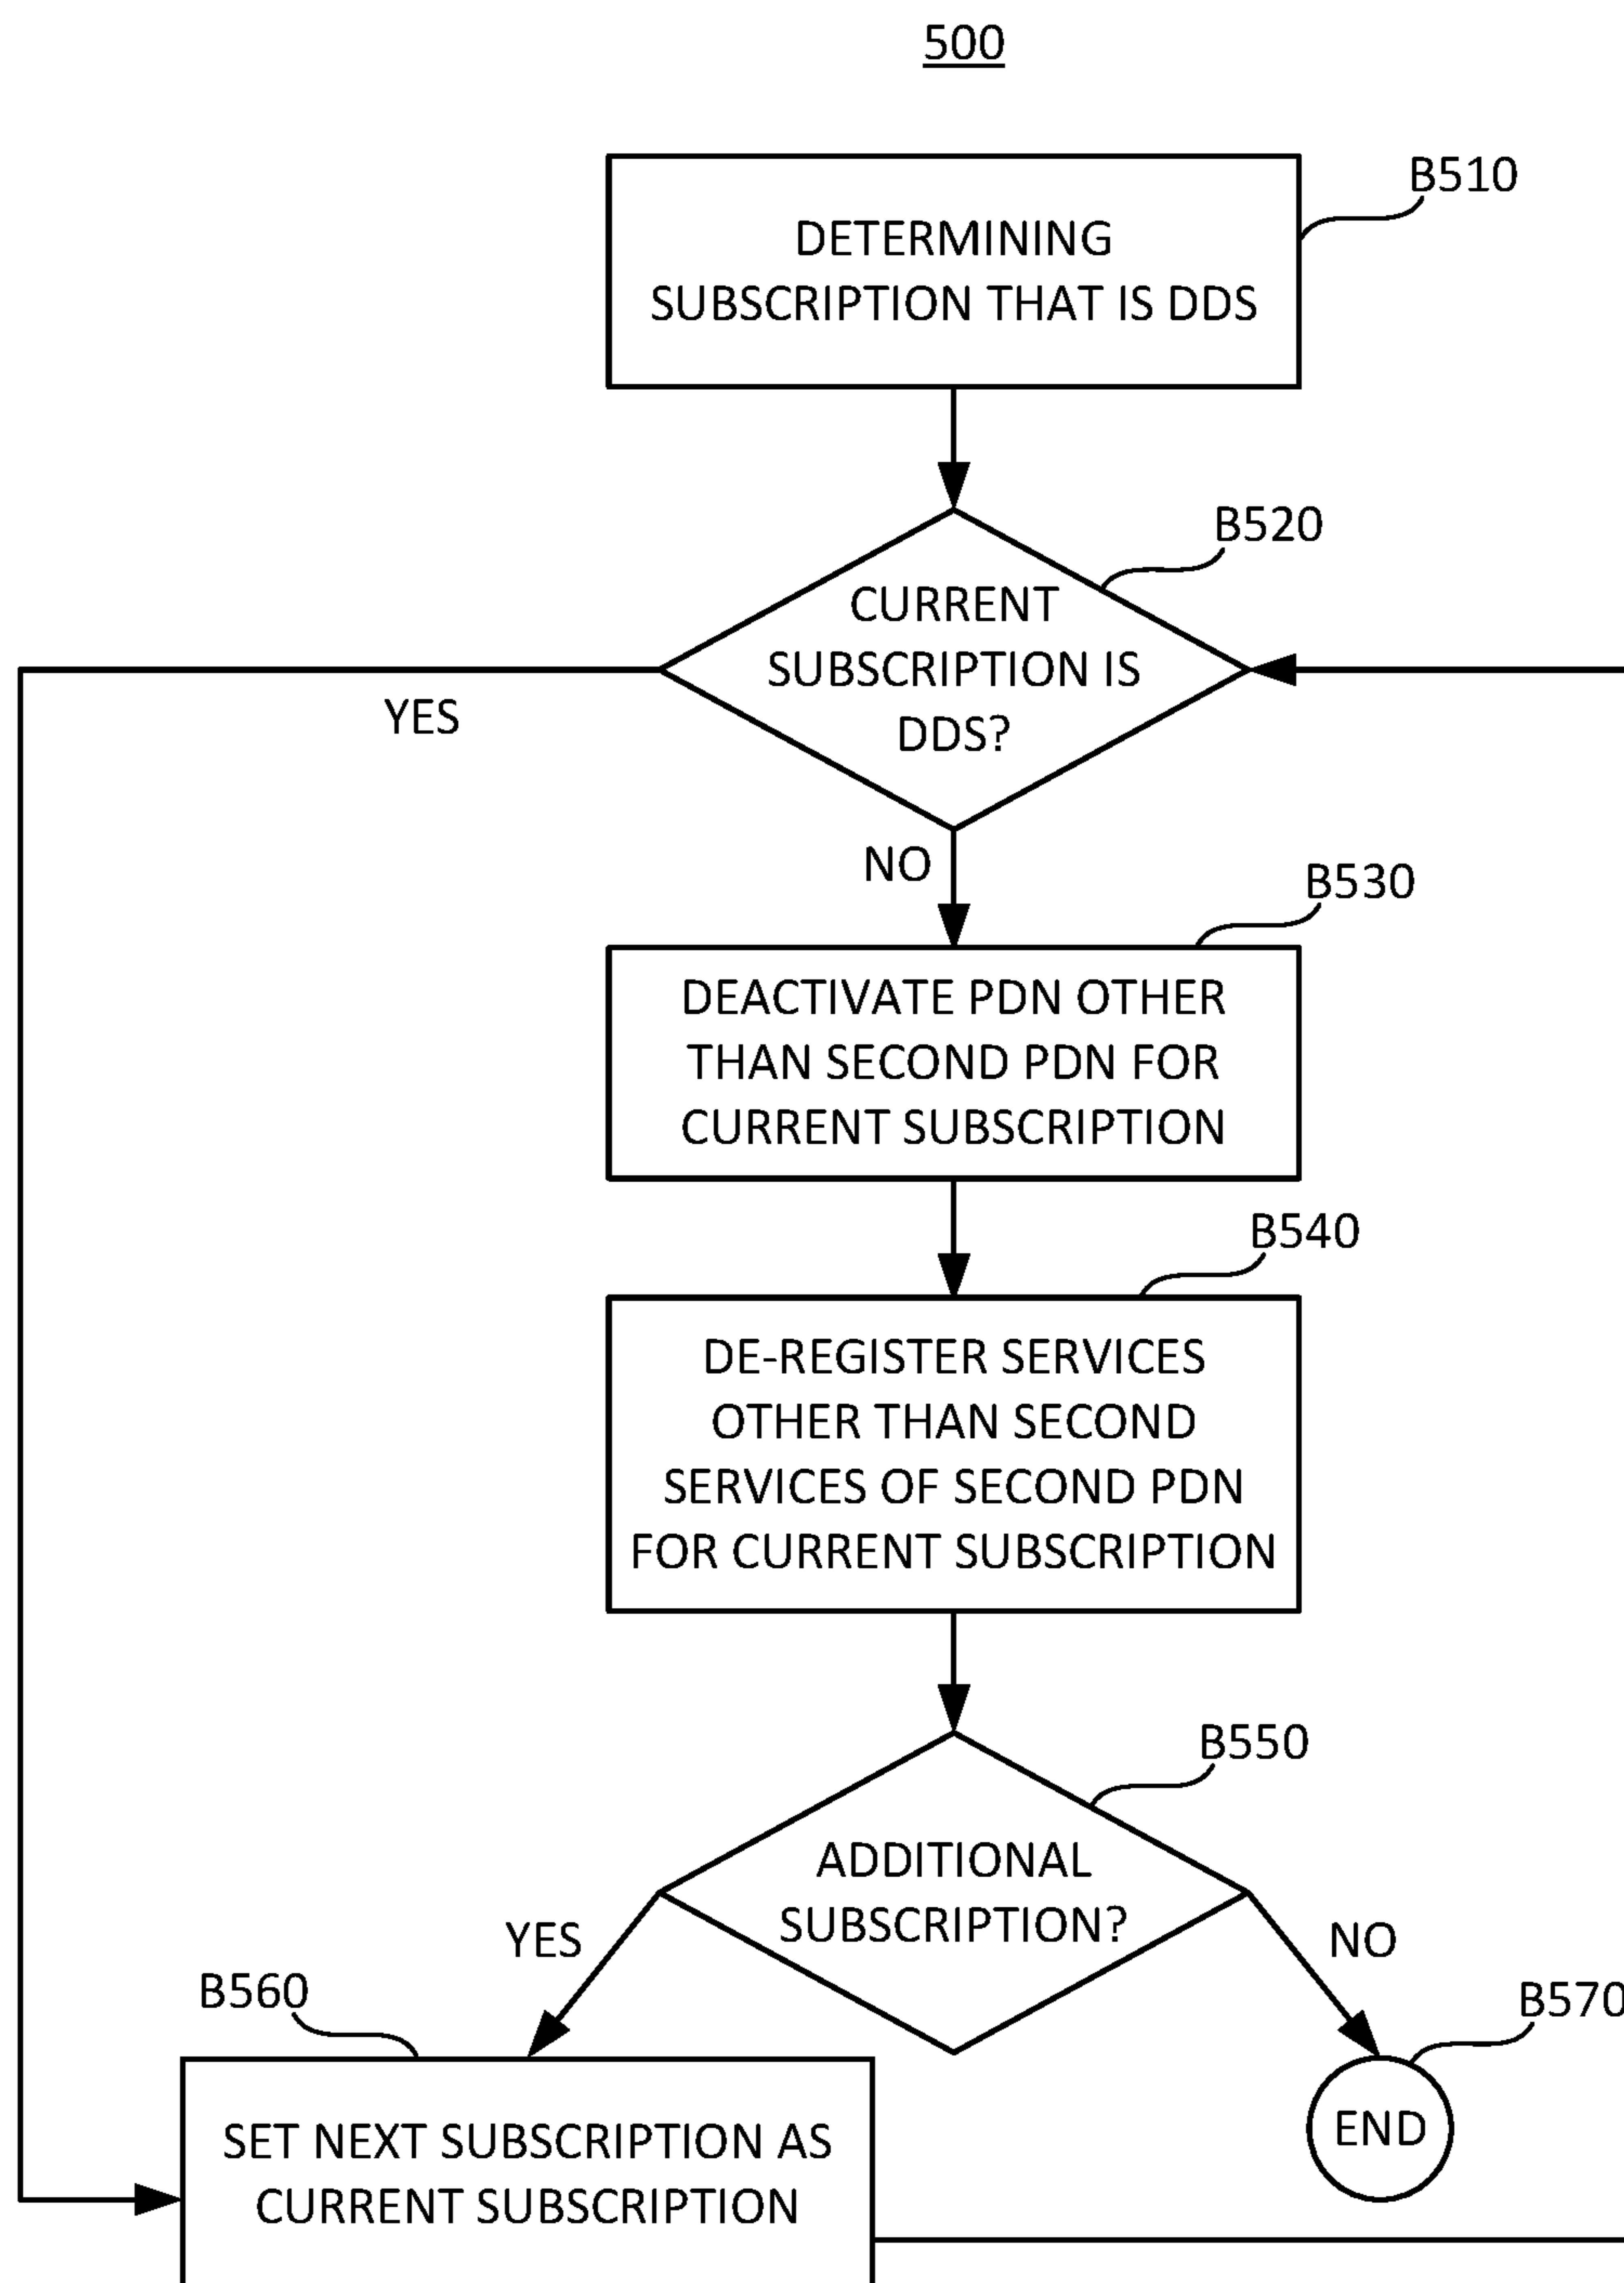 500
B510
DETERMINING
SUBSCRIPTION THAT IS DDS
B520
CURRENT
SUBSCRIPTION IS
DDS?
YES
NO
B530
DEACTIVATE PDN OTHER
THAN SECOND PDN FOR
CURRENT SUBSCRIPTION
B540
DE-REGISTER SERVICES
OTHER THAN SECOND
SERVICES OF SECOND PDN
FOR CURRENT SUBSCRIPTION
B550
ADDITIONAL
SUBSCRIPTION?
YES
NO
B560
B570
SET NEXT SUBSCRIPTION AS
CURRENT SUBSCRIPTION
END